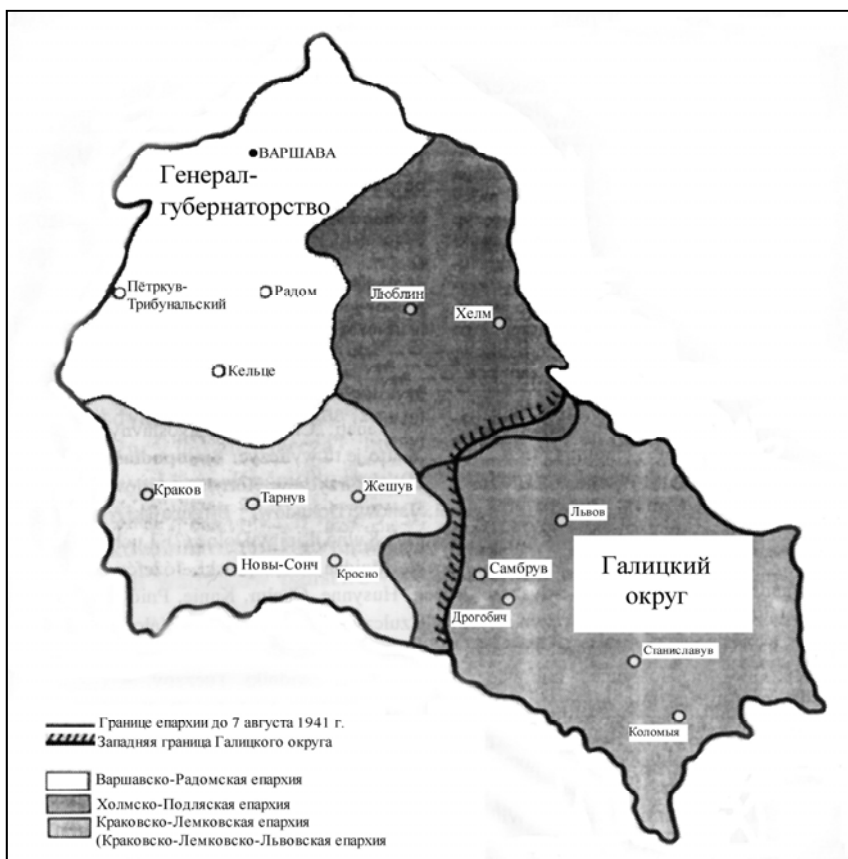 ВАРШАВА
Генерал-
губернаторство
Пётркув-
Трибунальский
Радом
Люблин
Хелм
Кельце
Краков
Тарнув
Жешув
Новы-Сонч
Кросно
Львов
Самбрув
Дрогобич
Галицкий
округ
Станиславув
Коломыя
Границе епархии до 7 августа 1941 г.
Западняя граница Галицкого округа
Варшавско-Радомская епархия
Холмско-Подляская епархия
Краковско-Лемковская епархия
(Краковско-Лемковско-Львовская епархия